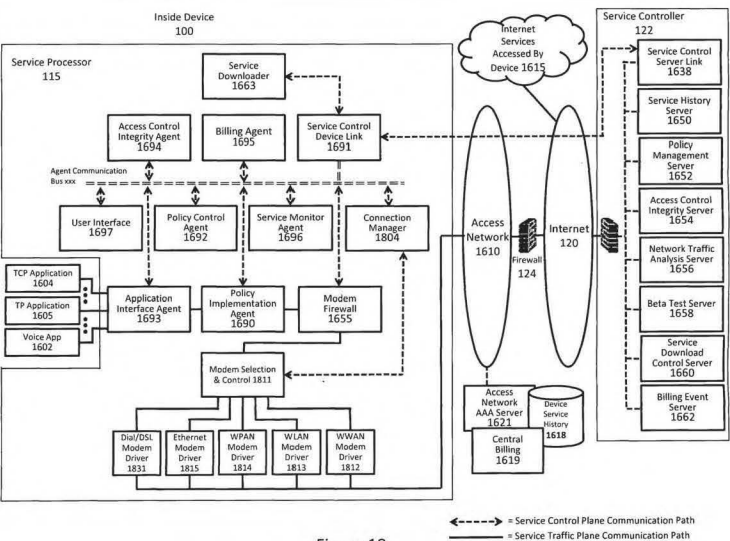 Inside Device
100
Service Processor
115
Service
Downloader
1663
Access Control
Integrity Agent
1694
Billing Agent
1695
Service Control
Device Link
1691
Agent Communication
Bus xxx
User Interface
1697
Policy Control
Agent
1692
Service Monitor
Agent
1696
Connection
Manager
1804
TCP Application
1604
TP Application
1605
Voice App
1602
Application
Interface Agent
1693
Policy
Implementation
Agent
1690
Modem
Firewall
1655
Modem Selection
& Control 1811
Dial/DSL
Modem
Driver
1831
Ethernet
Modem
Driver
1815
WPAN
Modem
Driver
1814
WLAN
Modem
Driver
1813
WWAN
Modem
Driver
1812
Internet
Services
Accessed By
Device 1615
Access
Network
1610
Firewall
124
Internet
120
Access
Network
AAA Server
1621
Central
Billing
1619
Device
Service
History
1618
Service Controller
122
Service Control
Server Link
1638
Service History
Server
1650
Policy
Management
Server
1652
Access Control
Integrity Server
1654
Network Traffic
Analysis Server
1656
Beta Test Server
1658
Service
Download
Control Server
1660
Billing Event
Server
1662
= Service Control Plane Communication Path
= Service Traffic Plane Communication Path